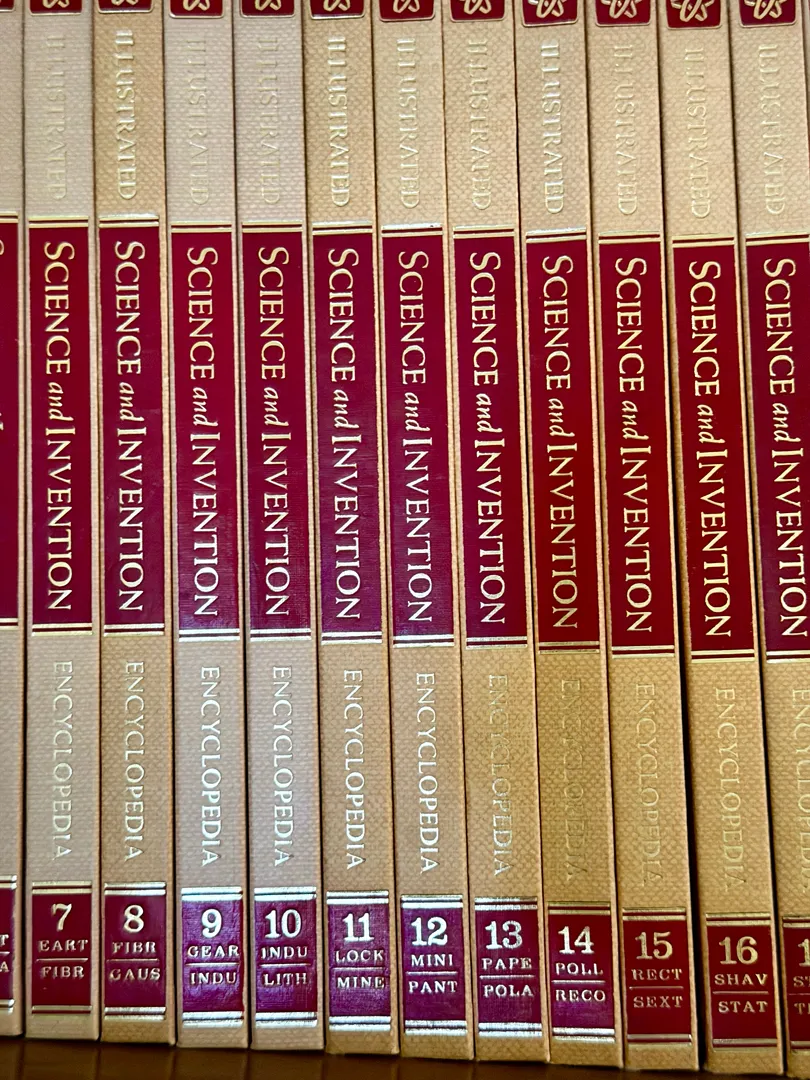 ILLUSTRATED
SCIENCE and INVENTION
ENCYCLOPEDIA
7
EART
FIBR
ILLUSTRATED
SCIENCE and INVENTION
ENCYCLOPEDIA
8
FIBR
GAUS
ILLUSTRATED
SCIENCE and INVENTION
ENCYCLOPEDIA
9
GEAR
INDU
ILLUSTRATED
SCIENCE and INVENTION
ENCYCLOPEDIA
10
INDU
LITH
ILLUSTRATED
SCIENCE and INVENTION
ENCYCLOPEDIA
11
LOCK
MINE
ILLUSTRATED
SCIENCE and INVENTION
ENCYCLOPEDIA
12
MINI
PANT
ILLUSTRATED
SCIENCE and INVENTION
ENCYCLOPEDIA
13
PAPE
POLA
ILLUSTRATED
SCIENCE and INVENTION
ENCYCLOPEDIA
14
POLL
RECO
ILLUSTRATED
SCIENCE and INVENTION
ENCYCLOPEDIA
15
RECT
SEXT
ILLUSTRATED
SCIENCE and INVENTION
ENCYCLOPEDIA
16
SHAV
STAT
ILLUSTRATED
SCIENCE and INVENTION